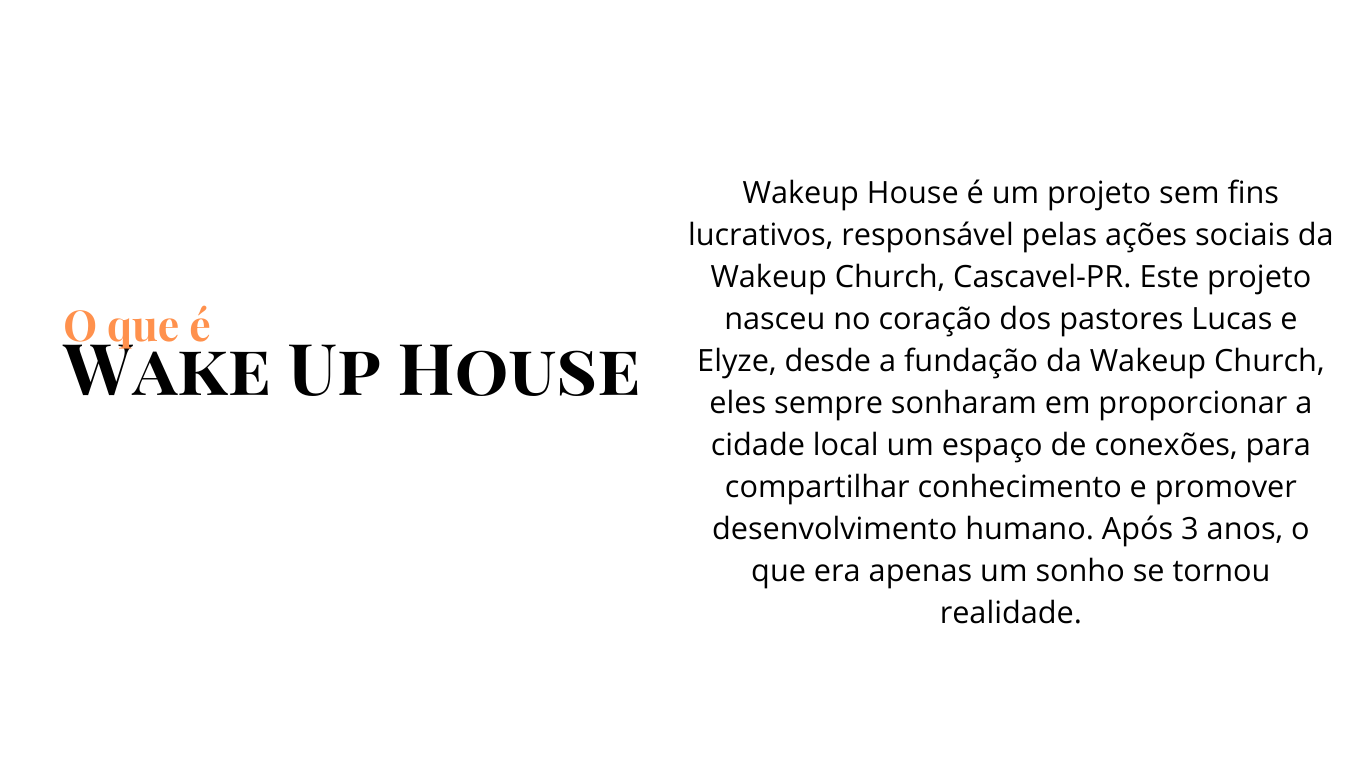 O que é
Wake Up House
Wakeup House é um projeto sem fins
lucrativos, responsável pelas ações sociais da
Wakeup Church, Cascavel-PR. Este projeto
nasceu no coração dos pastores Lucas e
Elyze, desde a fundação da Wakeup Church,
eles sempre sonharam em proporcionar a
cidade local um espaço de conexões, para
compartilhar conhecimento e promover
desenvolvimento humano. Após 3 anos, o
que era apenas um sonho se tornou
realidade.